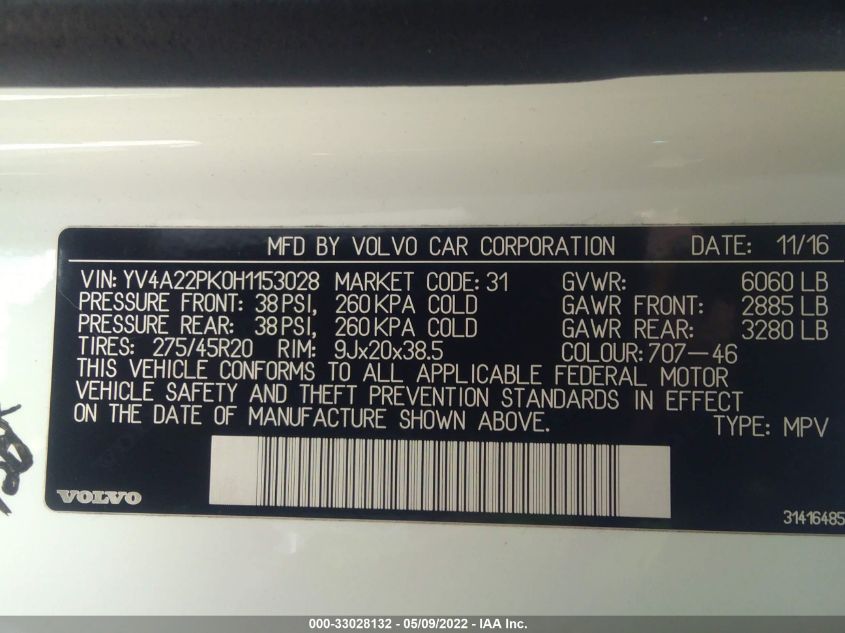 MFD BY VOLVO CAR CORPORATION DATE: 11/16
VIN: YV4A22PK0H1153028 MARKET CODE: 31 GVWR: 6060 LB
PRESSURE FRONT: 38 PSI, 260 KPA COLD GAWR FRONT: 2885 LB
PRESSURE REAR: 38 PSI, 260 KPA COLD GAWR REAR: 3280 LB
TIRES: 275/45R20 RIM: 9Jx20x38.5 COLOUR: 707-46
THIS VEHICLE CONFORMS TO ALL APPLICABLE FEDERAL MOTOR
VEHICLE SAFETY AND THEFT PREVENTION STANDARDS IN EFFECT
ON THE DATE OF MANUFACTURE SHOWN ABOVE. TYPE: MPV
VOLVO
31416485
000-33028132 - 05/09/2022 - IAA Inc.